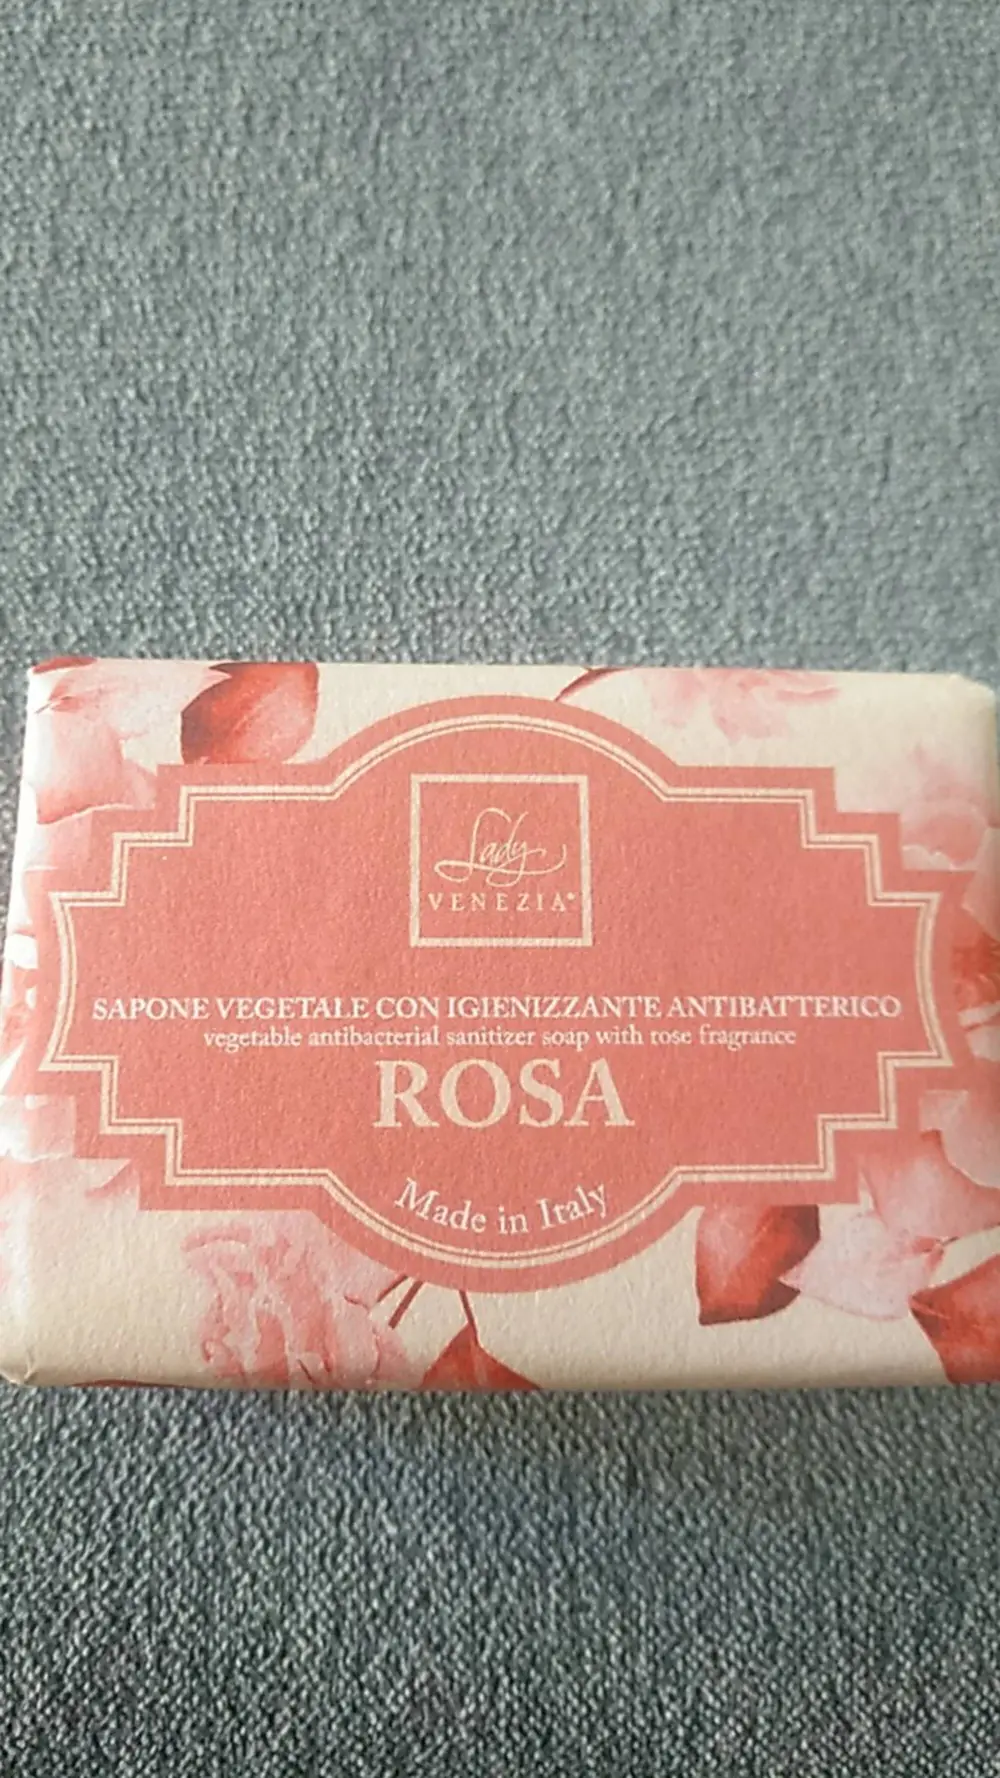 Lady
VENEZIA®
SAPONE VEGETALE CON IGIENIZZANTE ANTIBATTERICO
vegetable antibacterial sanitizer soap with rose fragrance
ROSA
Made in Italy